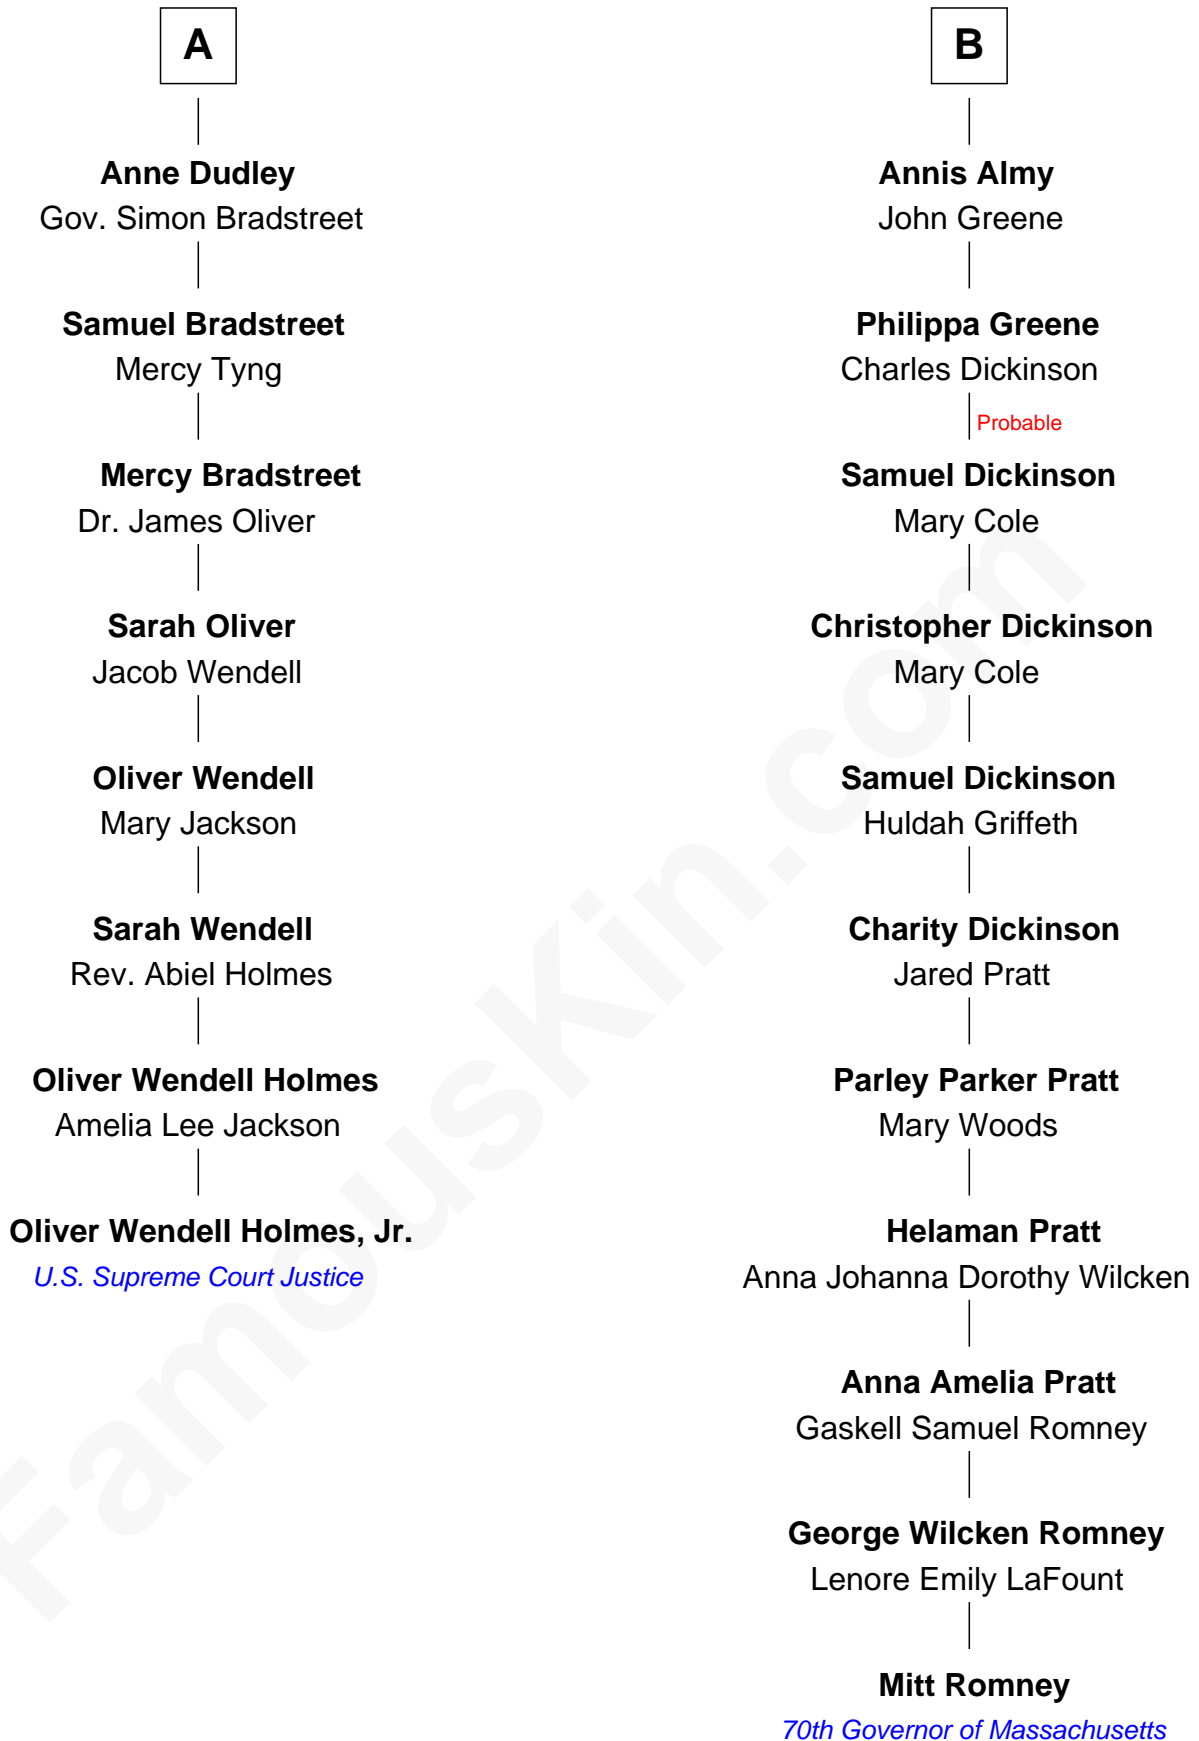 A
Anne Dudley
Gov. Simon Bradstreet
Samuel Bradstreet
Mercy Tyng
Mercy Bradstreet
Dr. James Oliver
Sarah Oliver
Jacob Wendell
Oliver Wendell
Mary Jackson
Sarah Wendell
Rev. Abiel Holmes
Oliver Wendell Holmes
Amelia Lee Jackson
Oliver Wendell Holmes, Jr.
U.S. Supreme Court Justice
B
Annis Almy
John Greene
Philippa Greene
Charles Dickinson
Probable
Samuel Dickinson
Mary Cole
Christopher Dickinson
Mary Cole
Samuel Dickinson
Huldah Griffeth
Charity Dickinson
Jared Pratt
Parley Parker Pratt
Mary Woods
Helaman Pratt
Anna Johanna Dorothy Wilcken
Anna Amelia Pratt
Gaskell Samuel Romney
George Wilcken Romney
Lenore Emily LaFount
Mitt Romney
70th Governor of Massachusetts
FamousKin.com